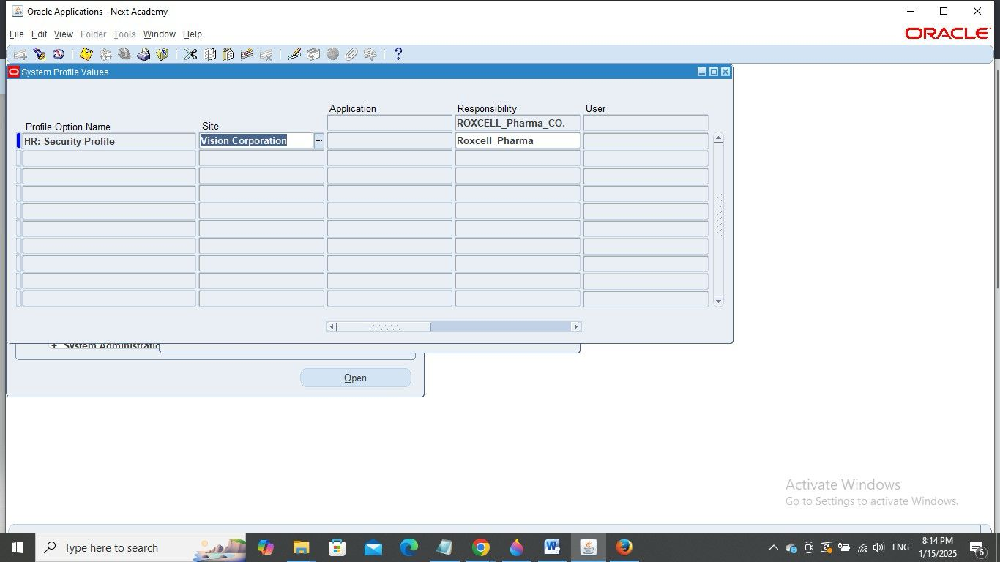 Oracle Applications - Next Academy
File Edit View Folder Tools Window Help
ORACLE
System Profile Values
Application Responsibility User
Profile Option Name Site ROXCELL_Pharma_CO.
HR: Security Profile Vision Corporation ... Roxcell_Pharma
+ System Administratio
Open
Activate Windows
Go to Settings to activate Windows.
Type here to search
ENG
8:14 PM
1/15/2025
6